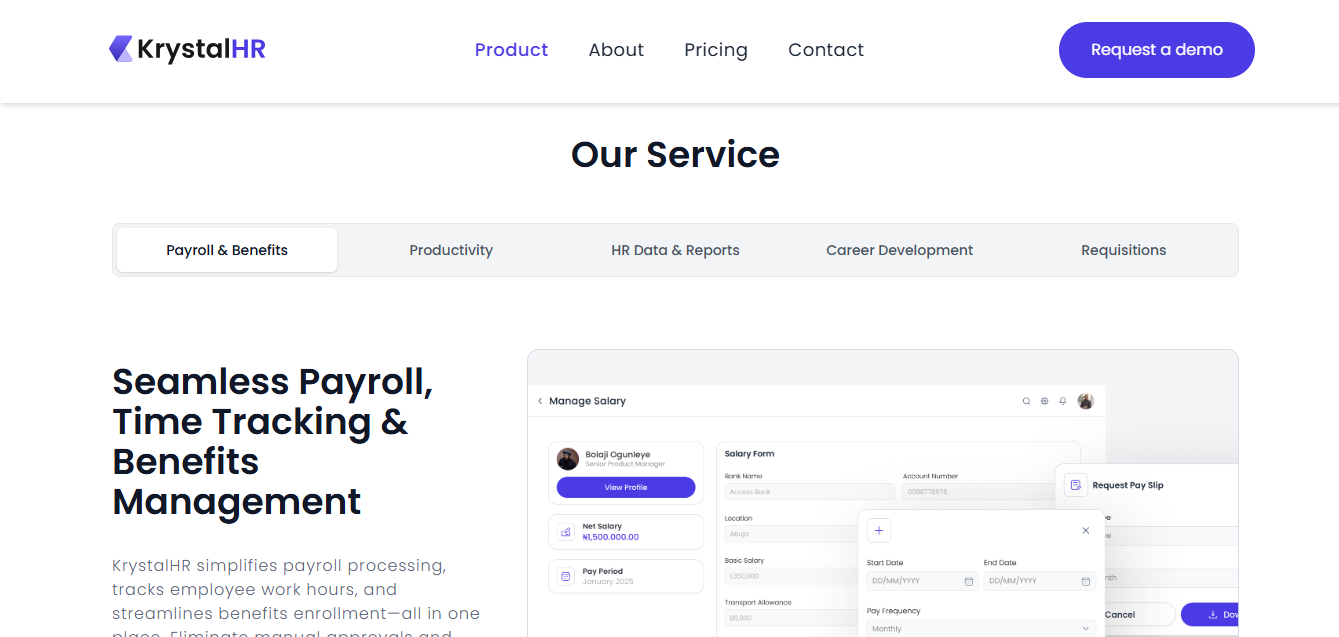 KrystalHR
Product About Pricing Contact
Request a demo
Our Service
Payroll & Benefits Productivity HR Data & Reports Career Development Requisitions
Seamless Payroll,
Time Tracking &
Benefits
Management
KrystalHR simplifies payroll processing,
tracks employee work hours, and
streamlines benefits enrollment—all in one
place. Eliminate manual approvals and
Manage Salary
Bolaji Ogunleye
Senior Product Manager
View Profile
Net Salary
₦1,500.000.00
Pay Period
January 2025
Salary Form
Bank Name
Access Bank
Account Number
0098776976
Location
Abuja
Basic Salary
1,350,000
Transport Allowance
90,000
Start Date
DD/MM/YYYY
End Date
DD/MM/YYYY
Pay Frequency
Monthly
Request Pay Slip
Cancel